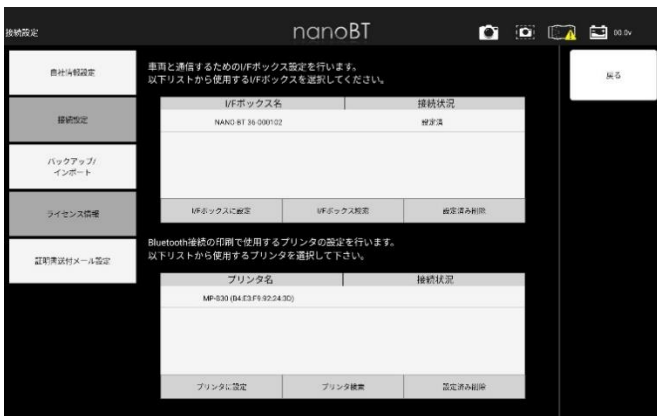 接続設定
nanoBT
00.0v
自社情報設定
接続設定
バックアップ/
インポート
ライセンス情報
証明書送付メール設定
車両と通信するためのI/Fボックス設定を行います。
以下リストから使用するI/Fボックスを選択してください。
I/Fボックス名 接続状況
NANO-BT 36-000102 設定済
I/Fボックスに設定 I/Fボックス検索 設定済み削除
Bluetooth接続の印刷で使用するプリンタの設定を行います。
以下リストから使用するプリンタを選択して下さい。
プリンタ名 接続状況
MP-B30
プリンタに設定 プリンタ検索 設定済み削除
戻る